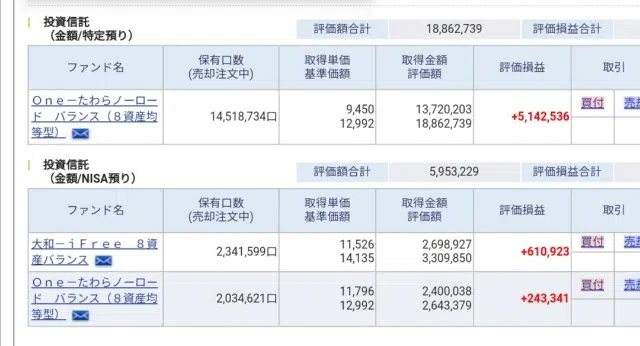 投資信託
（金額/特定預り）
評価額合計
18,862,739
評価損益合計
ファンド名
保有口数
(売却注文中)
取得単価
基準価額
取得金額
評価額
評価損益
取引
Ｏｎｅ－たわらノーロー
ド　バランス（８資産均
等型）
14,518,734口
9,450
12,992
13,720,203
18,862,739
+5,142,536
買付
投資信託
（金額/NISA預り）
評価額合計
5,953,229
評価損益合計
ファンド名
保有口数
(売却注文中)
取得単価
基準価額
取得金額
評価額
評価損益
取引
大和－ｉＦｒｅｅ　８資
産バランス
2,341,599口
11,526
14,135
2,698,927
3,309,850
+610,923
買付
Ｏｎｅ－たわらノーロー
ド　バランス（８資産均
等型）
2,034,621口
11,796
12,992
2,400,038
2,643,379
+243,341
買付